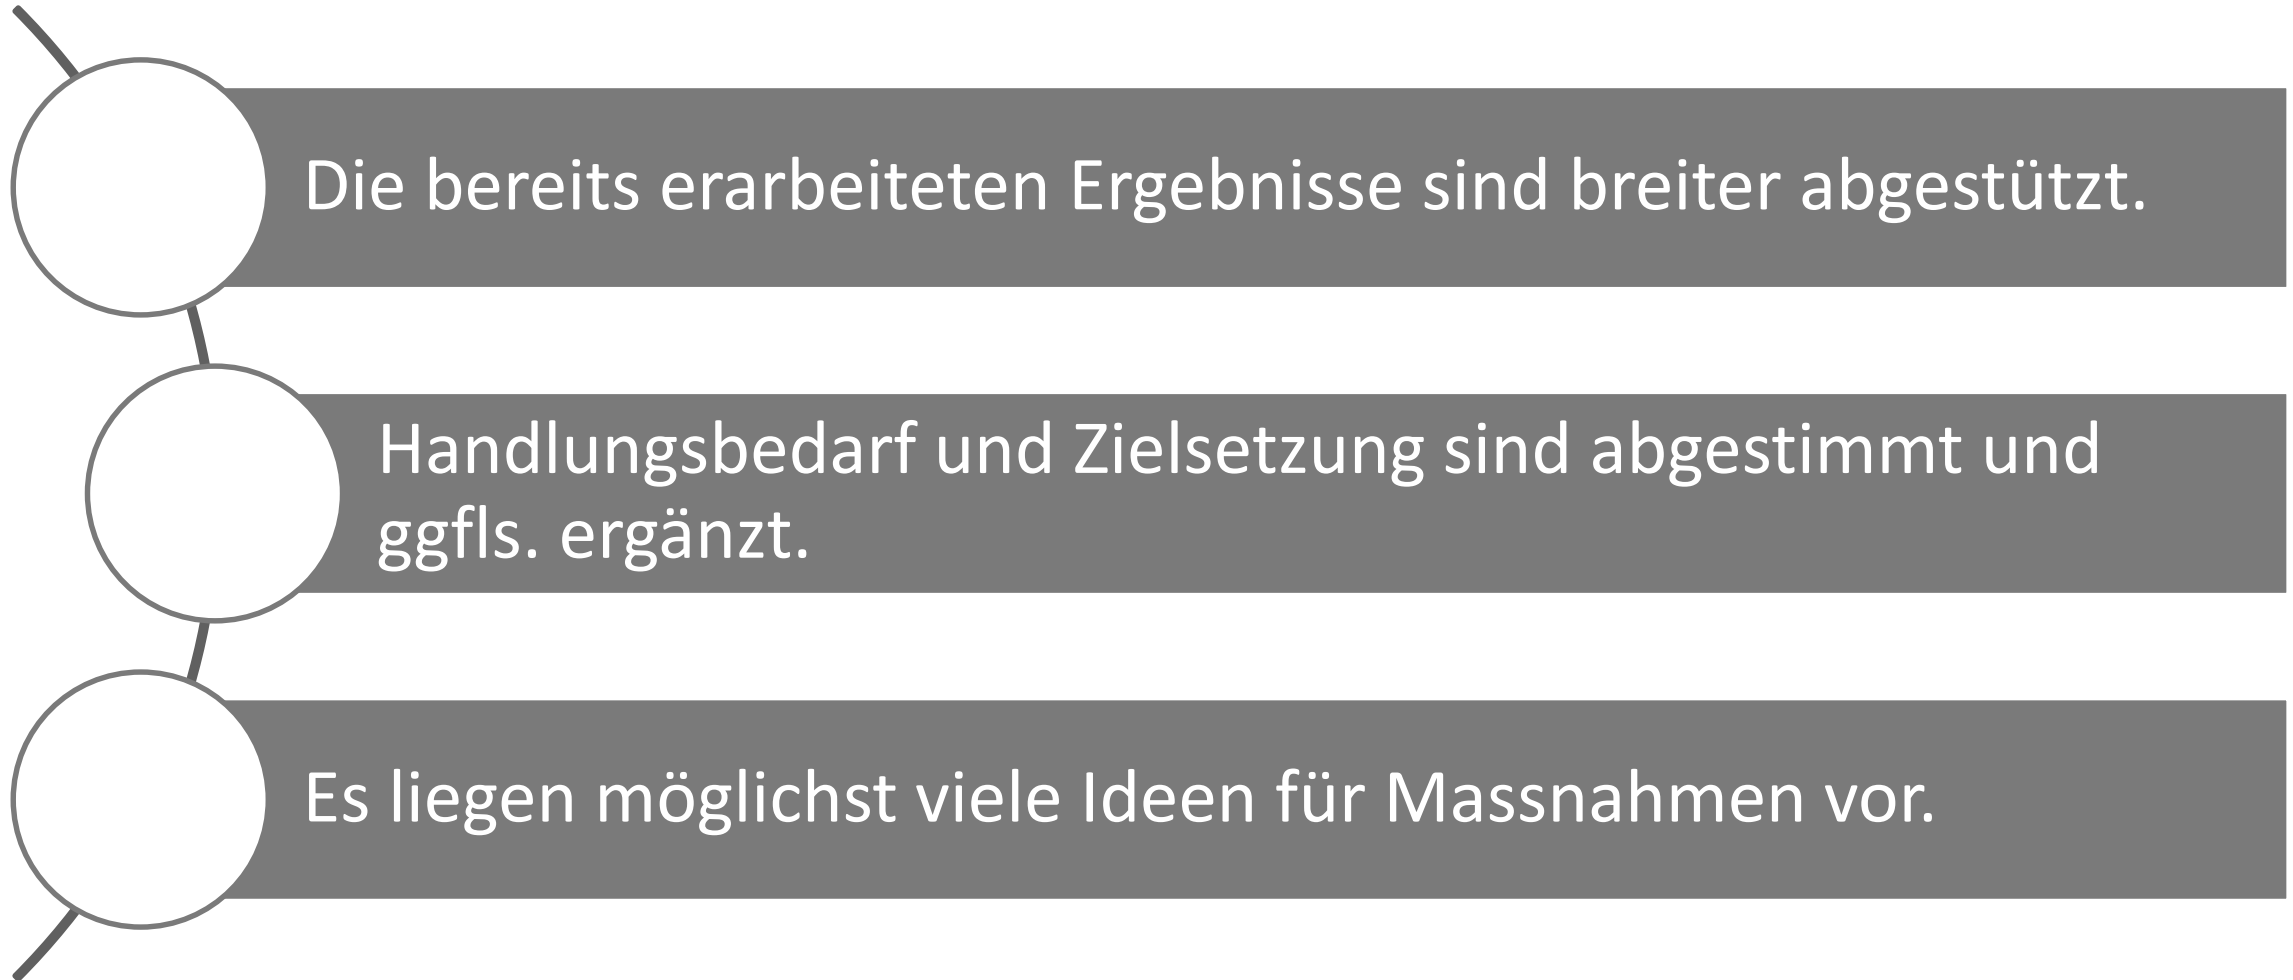 Die bereits erarbeiteten Ergebnisse sind breiter abgestützt.
Handlungsbedarf und Zielsetzung sind abgestimmt und
ggfls. ergänzt.
Es liegen möglichst viele Ideen für Massnahmen vor.